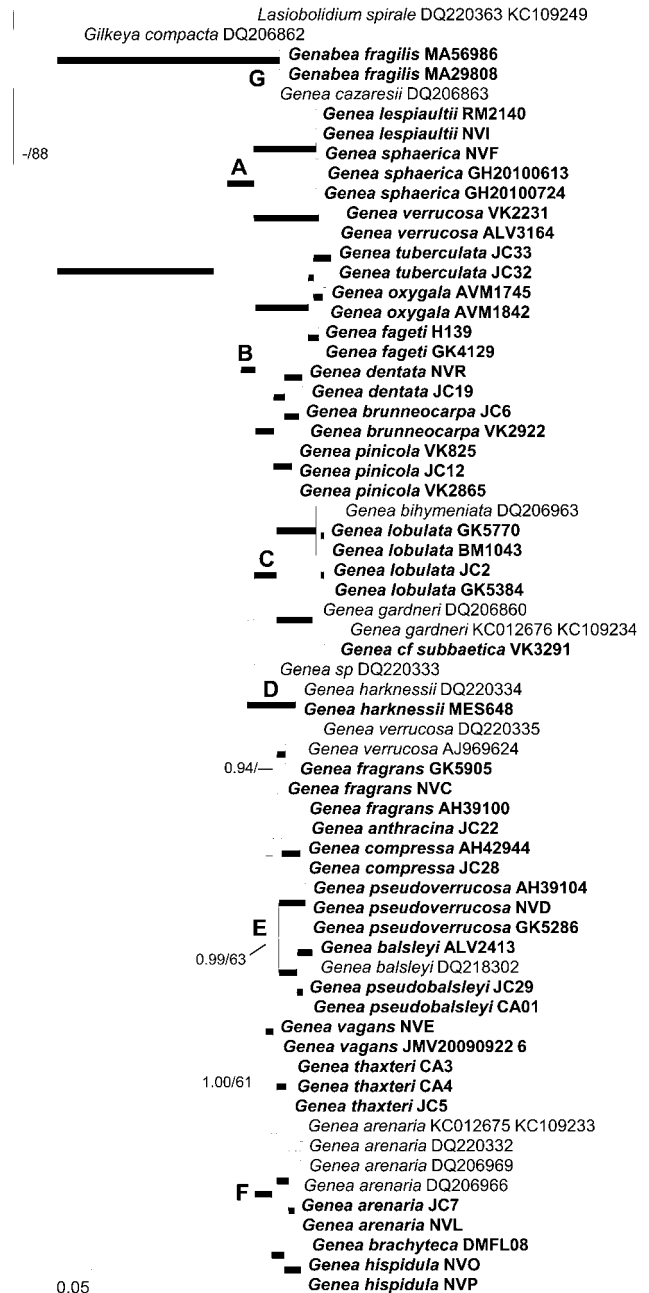 Lasiobolidium spirale DQ220363 KC109249
Gilkeya compacta DQ206862
Genabea fragilis MA56986
G Genabea fragilis MA29808
Genea cazaresii DQ206863
Genea lespiaultii RM2140
Genea lespiaultii NVI
-/88 Genea sphaerica NVF
A Genea sphaerica GH20100613
Genea sphaerica GH20100724
Genea verrucosa VK2231
Genea verrucosa ALV3164
Genea tuberculata JC33
Genea tuberculata JC32
Genea oxygala AVM1745
Genea oxygala AVM1842
Genea fageti H139
B Genea fageti GK4129
Genea dentata NVR
Genea dentata JC19
Genea brunneocarpa JC6
Genea brunneocarpa VK2922
Genea pinicola VK825
Genea pinicola JC12
Genea pinicola VK2865
Genea bihymeniata DQ206963
Genea lobulata GK5770
Genea lobulata BM1043
C Genea lobulata JC2
Genea lobulata GK5384
Genea gardneri DQ206860
Genea gardneri KC012676 KC109234
Genea cf subbaetica VK3291
Genea sp DQ220333
D Genea harknessii DQ220334
Genea harknessii MES648
Genea verrucosa DQ220335
Genea verrucosa AJ969624
0.94/— Genea fragrans GK5905
Genea fragrans NVC
Genea fragrans AH39100
Genea anthracina JC22
Genea compressa AH42944
Genea compressa JC28
Genea pseudoverrucosa AH39104
Genea pseudoverrucosa NVD
E Genea pseudoverrucosa GK5286
Genea balsleyi ALV2413
0.99/63 Genea balsleyi DQ218302
Genea pseudobalsleyi JC29
Genea pseudobalsleyi CA01
Genea vagans NVE
Genea vagans JMV20090922 6
Genea thaxteri CA3
1.00/61 Genea thaxteri CA4
Genea thaxteri JC5
Genea arenaria KC012675 KC109233
Genea arenaria DQ220332
Genea arenaria DQ206969
F Genea arenaria DQ206966
Genea arenaria JC7
Genea arenaria NVL
Genea brachyteca DMFL08
Genea hispidula NVO
0.05 Genea hispidula NVP